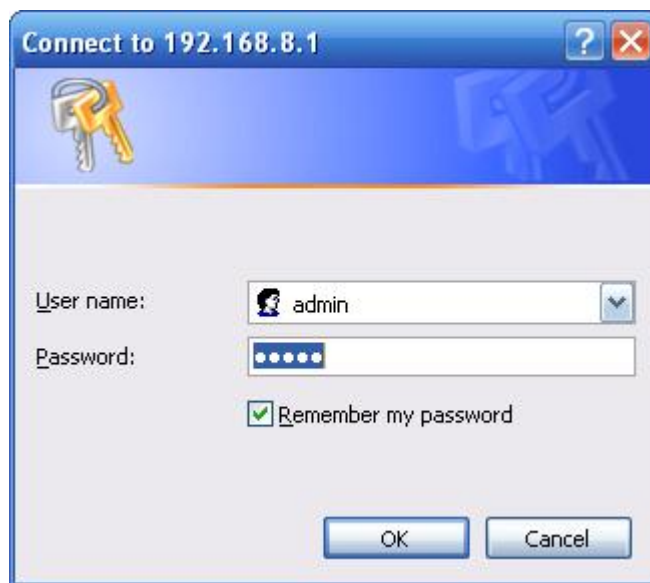 Connect to 192.168.8.1
User name:
admin
Password:
●●●●●
Remember my password
OK
Cancel